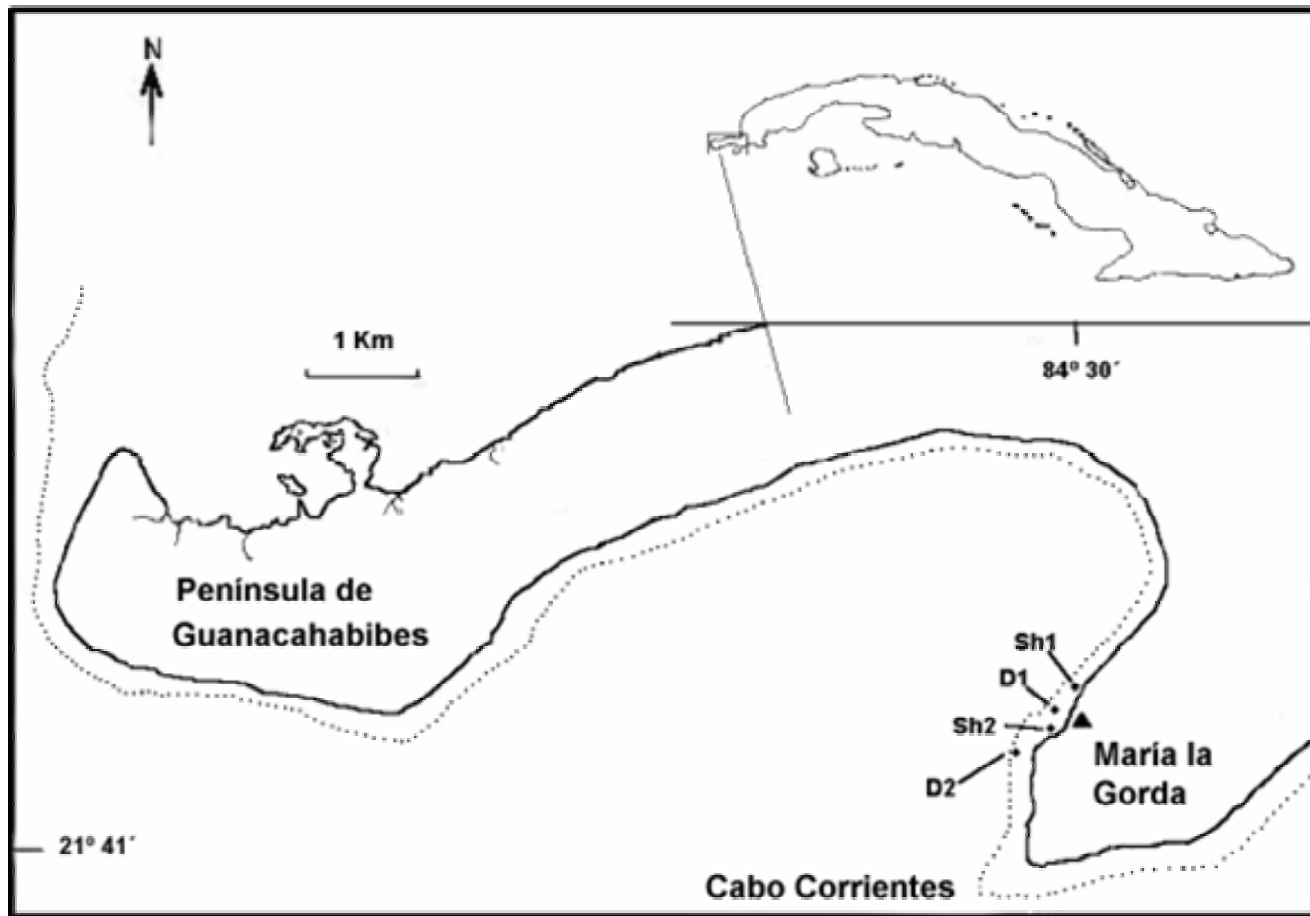 N
1 Km
84º 30´
Península de
Guanacahabibes
Sh1
D1
Sh2
D2
María la
Gorda
21º 41´
Cabo Corrientes